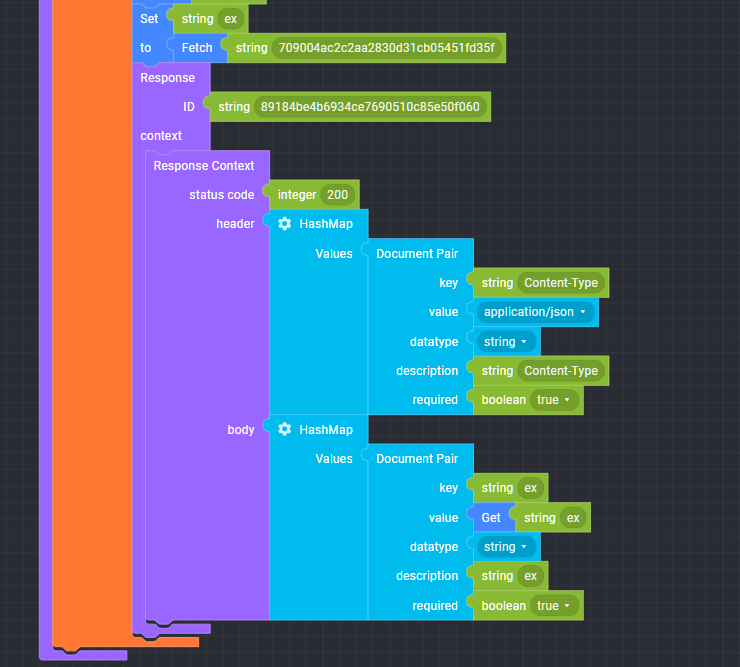 Set string ex
to Fetch string 709004ac2c2aa2830d31cb05451fd35f
Response
ID string 89184be4b6934ce7690510c85e50f060
context
Response Context
status code integer 200
header HashMap
Values Document Pair
key string Content-Type
value application/json
datatype string
description string Content-Type
required boolean true
body HashMap
Values Document Pair
key string ex
value Get string ex
datatype string
description string ex
required boolean true